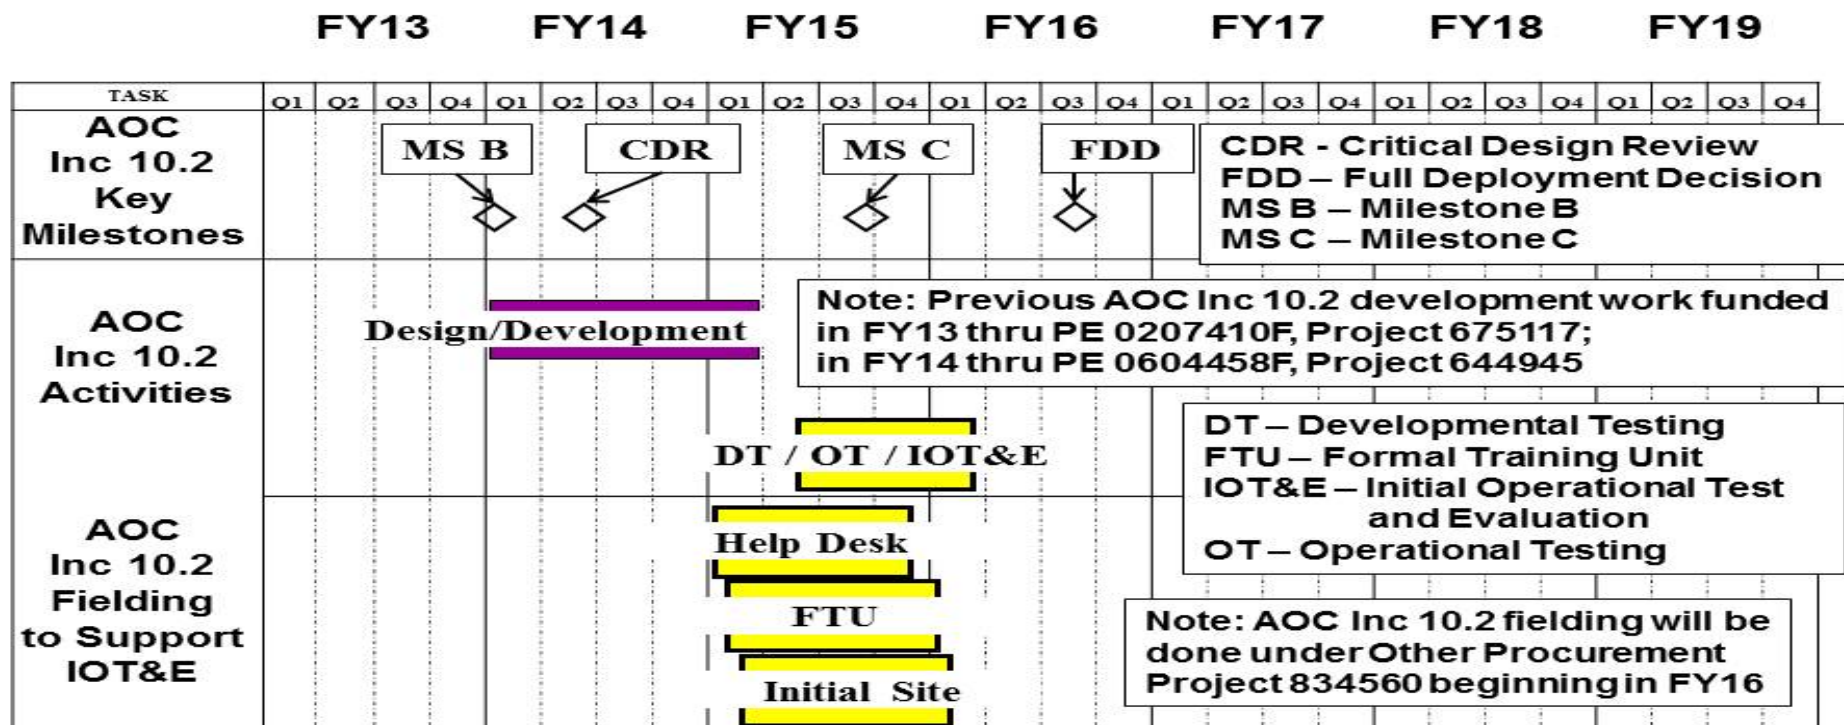 FY13 FY14 FY15 FY16 FY17 FY18 FY19
TASK Q1 Q2 Q3 Q4 Q1 Q2 Q3 Q4 Q1 Q2 Q3 Q4 Q1 Q2 Q3 Q1 Q2 Q3 Q4 Q1 Q2 Q3 Q4 Q1 Q2 Q3 Q4
AOC
Inc 10.2
Key
Milestones
MS B
CDR
MS C
FDD
CDR - Critical Design Review
FDD – Full Deployment Decision
MS B – Milestone B
MS C – Milestone C
AOC
Inc 10.2
Activities
Design/Development
Note: Previous AOC Inc 10.2 development work funded
in FY13 thru PE 0207410F, Project 675117;
in FY14 thru PE 0604458F, Project 644945
DT / OT / IOT&E
DT – Developmental Testing
FTU – Formal Training Unit
IOT&E – Initial Operational Test
and Evaluation
OT – Operational Testing
AOC
Inc 10.2
Fielding
to Support
IOT&E
Help Desk
FTU
Initial Site
Note: AOC Inc 10.2 fielding will be
done under Other Procurement
Project 834560 beginning in FY16